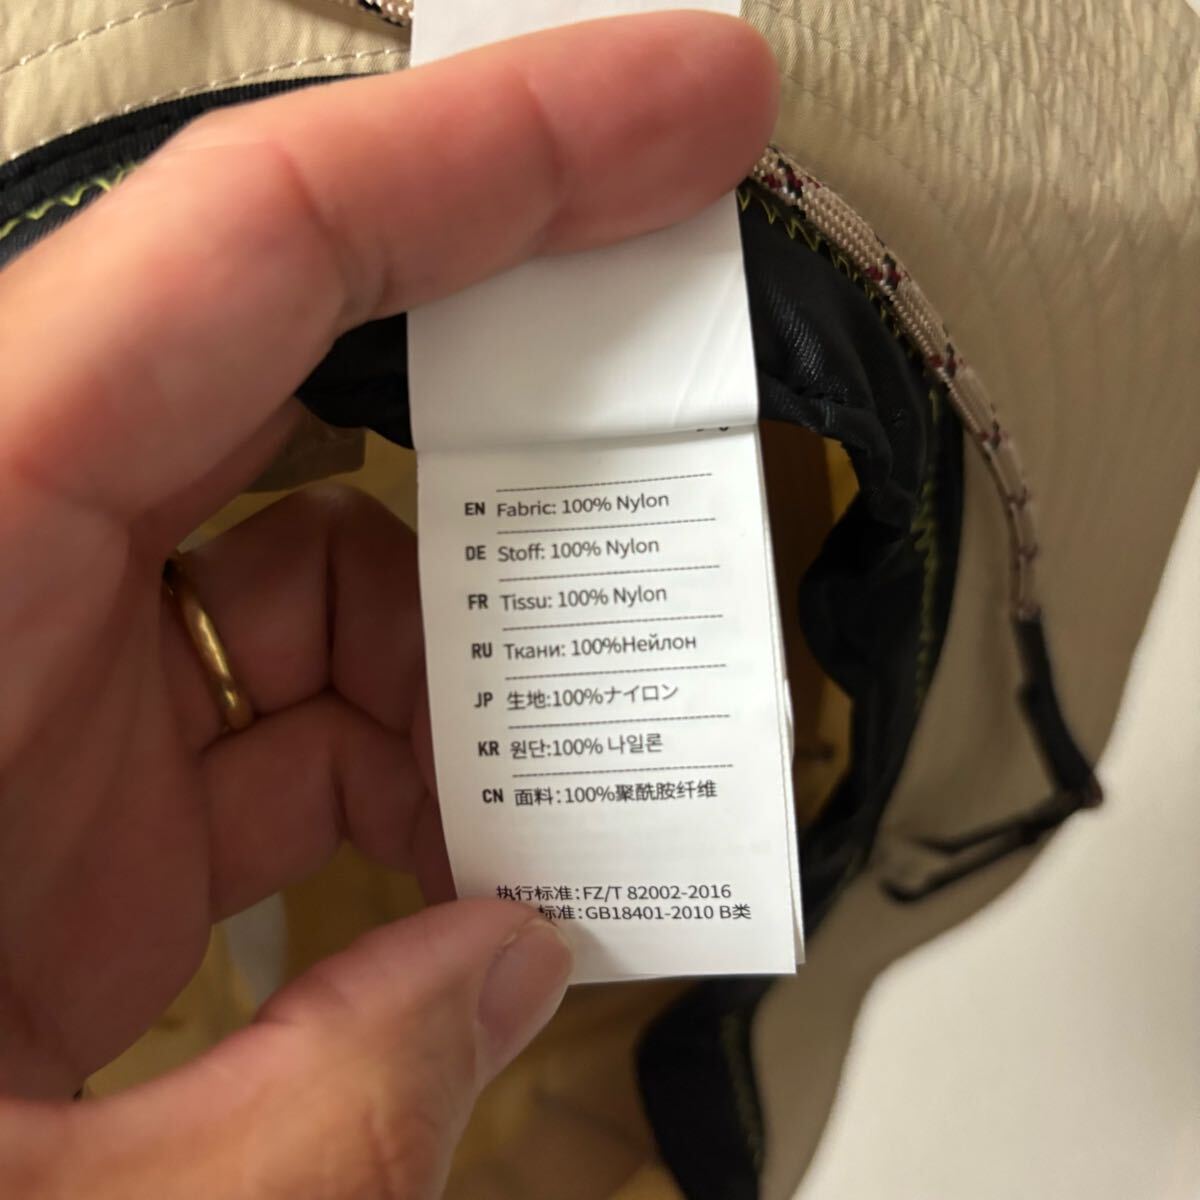 EN Fabric: 100% Nylon
DE Stoff: 100% Nylon
FR Tissu: 100% Nylon
RU Ткани: 100%Нейлон
JP 生地:100%ナイロン
KR 원단:100% 나일론
CN 面料:100%聚酰胺纤维
执行标准:FZ/T 82002-2016
标准:GB18401-2010 B类